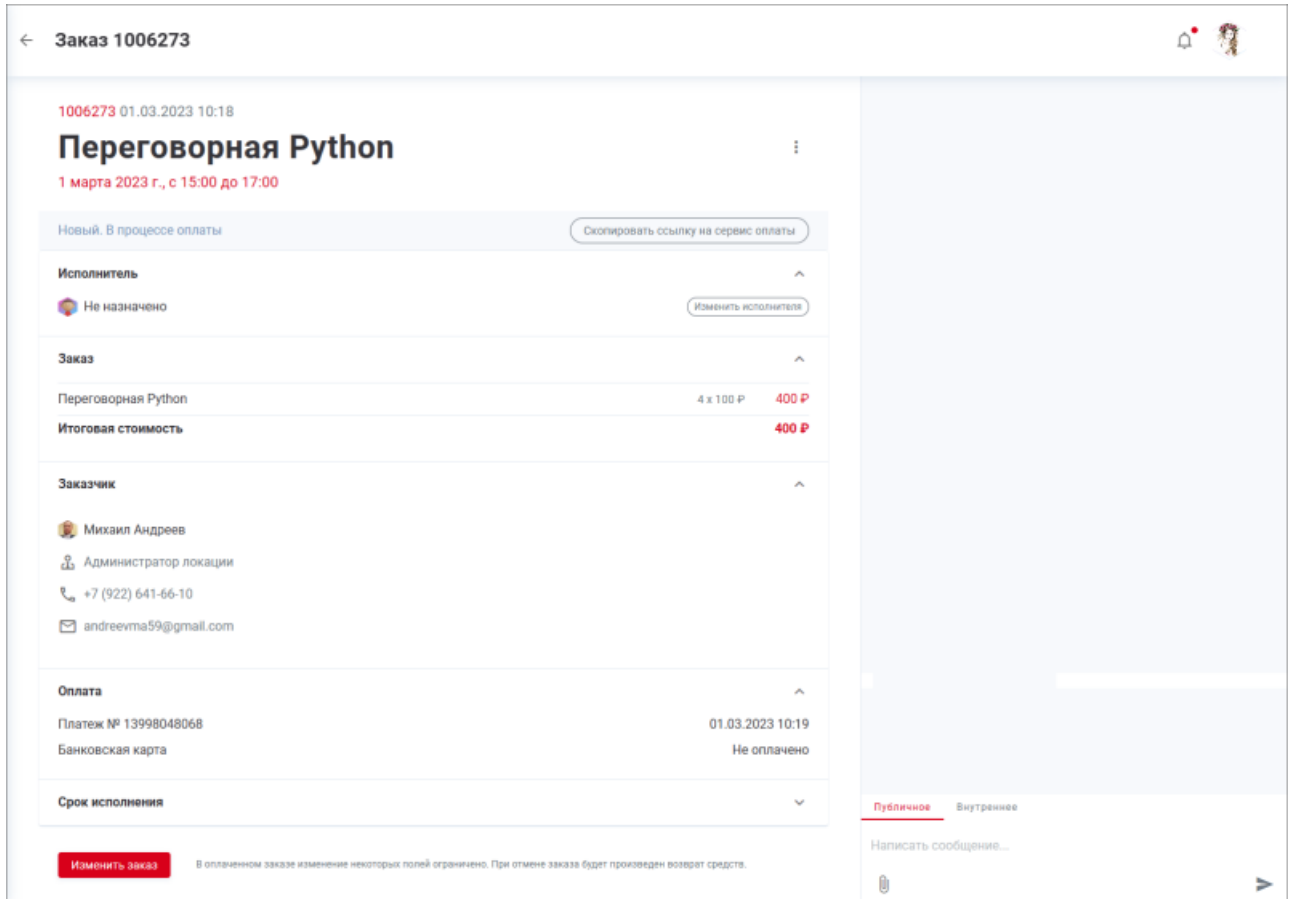 Заказ 1006273
1006273 01.03.2023 10:18
Переговорная Python
1 марта 2023 г., с 15:00 до 17:00
Новый. В процессе оплаты
Скопировать ссылку на сервис оплаты
Исполнитель
Не назначено
Изменить исполнителя
Заказ
Переговорная Python 4 x 100 ₽ 400 ₽
Итоговая стоимость 400 ₽
Заказчик
Михаил Андреев
Администратор локации
+7 (922) 641-66-10
andreevma59@gmail.com
Оплата
Платеж № 13998048068 01.03.2023 10:19
Банковская карта Не оплачено
Срок исполнения
Изменить заказ
В оплаченном заказе изменение некоторых полей ограничено. При отмене заказа будет произведен возврат средств.
Публичное Внутреннее
Написать сообщение...